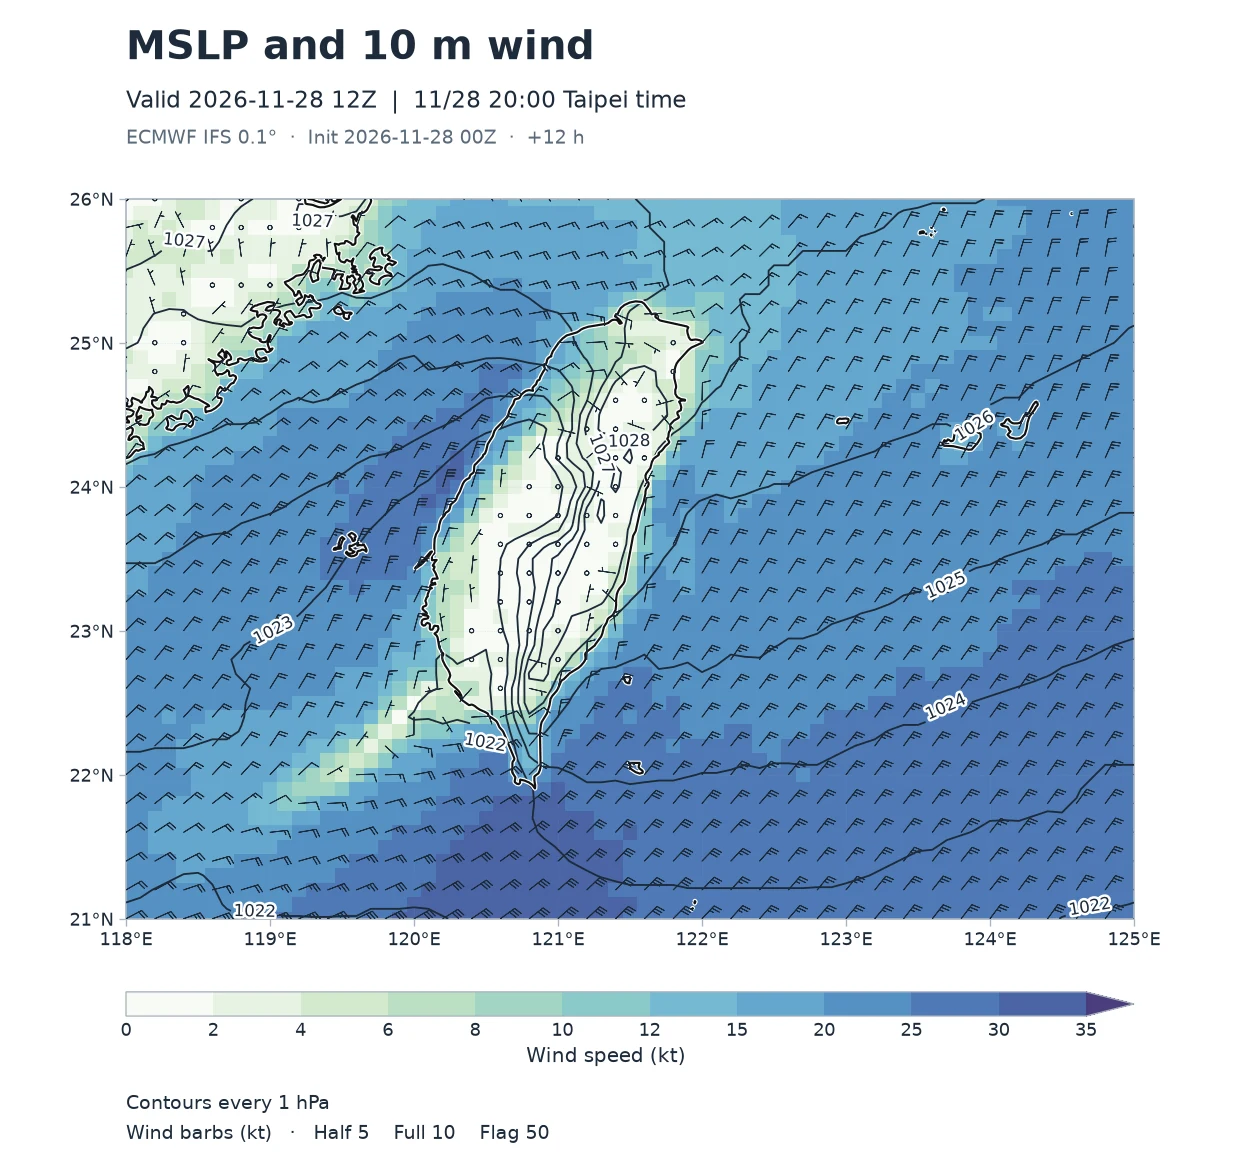 MSLP and 10 m wind
Valid 2026-11-28 12Z | 11/28 20:00 Taipei time
ECMWF IFS 0.1° · Init 2026-11-28 00Z · +12 h
26°N
1027
1027
25°N
1028
1027
1026
24°N
1025
1023
23°N
1024
1022
22°N
1022
1022
21°N
118°E 119°E 120°E 121°E 122°E 123°E 124°E 125°E
0 2 4 6 8 10 12 15 20 25 30 35
Wind speed (kt)
Contours every 1 hPa
Wind barbs (kt) · Half 5 Full 10 Flag 50